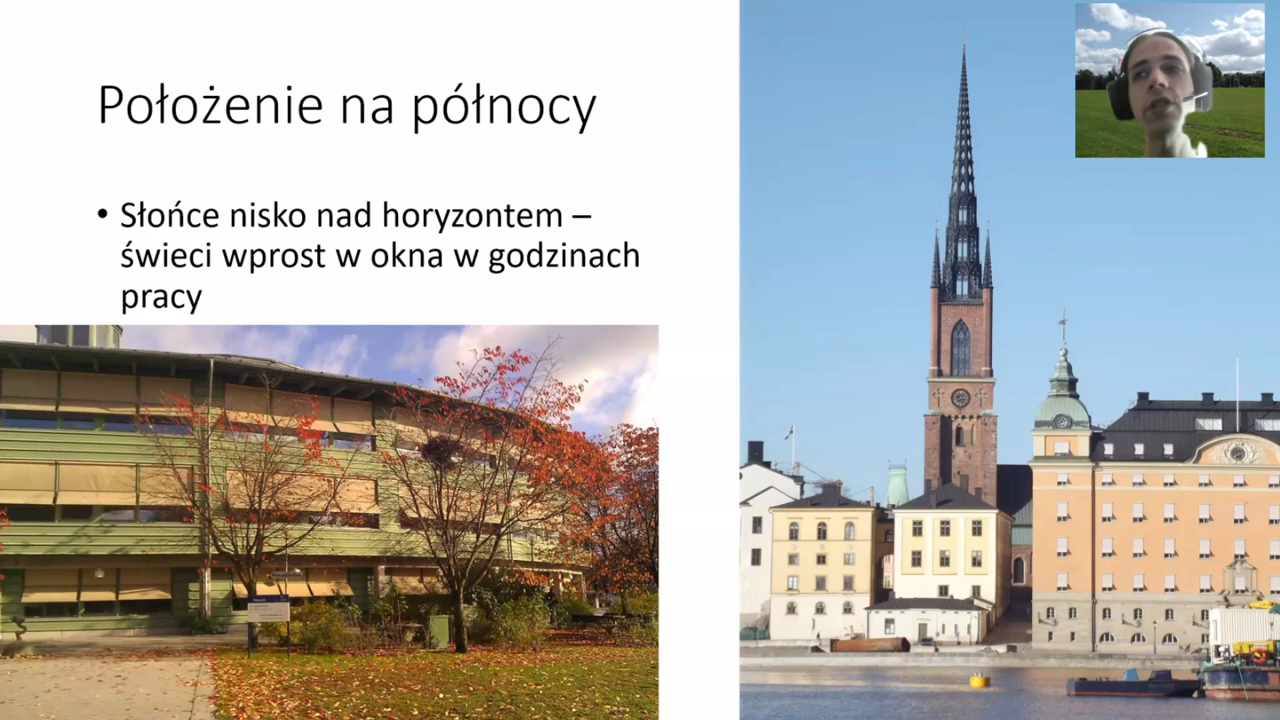 Położenie na północy
• Słońce nisko nad horyzontem –
świeci wprost w okna w godzinach
pracy